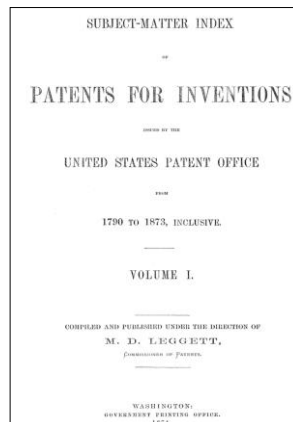 SUBJECT-MATTER INDEX
OF
PATENTS FOR INVENTIONS
ISSUED BY THE
UNITED STATES PATENT OFFICE
FROM
1790 TO 1873, INCLUSIVE.
VOLUME I.
COMPILED AND PUBLISHED UNDER THE DIRECTION OF
M. D. LEGGETT,
COMMISSIONER OF PATENTS.
WASHINGTON:
GOVERNMENT PRINTING OFFICE.